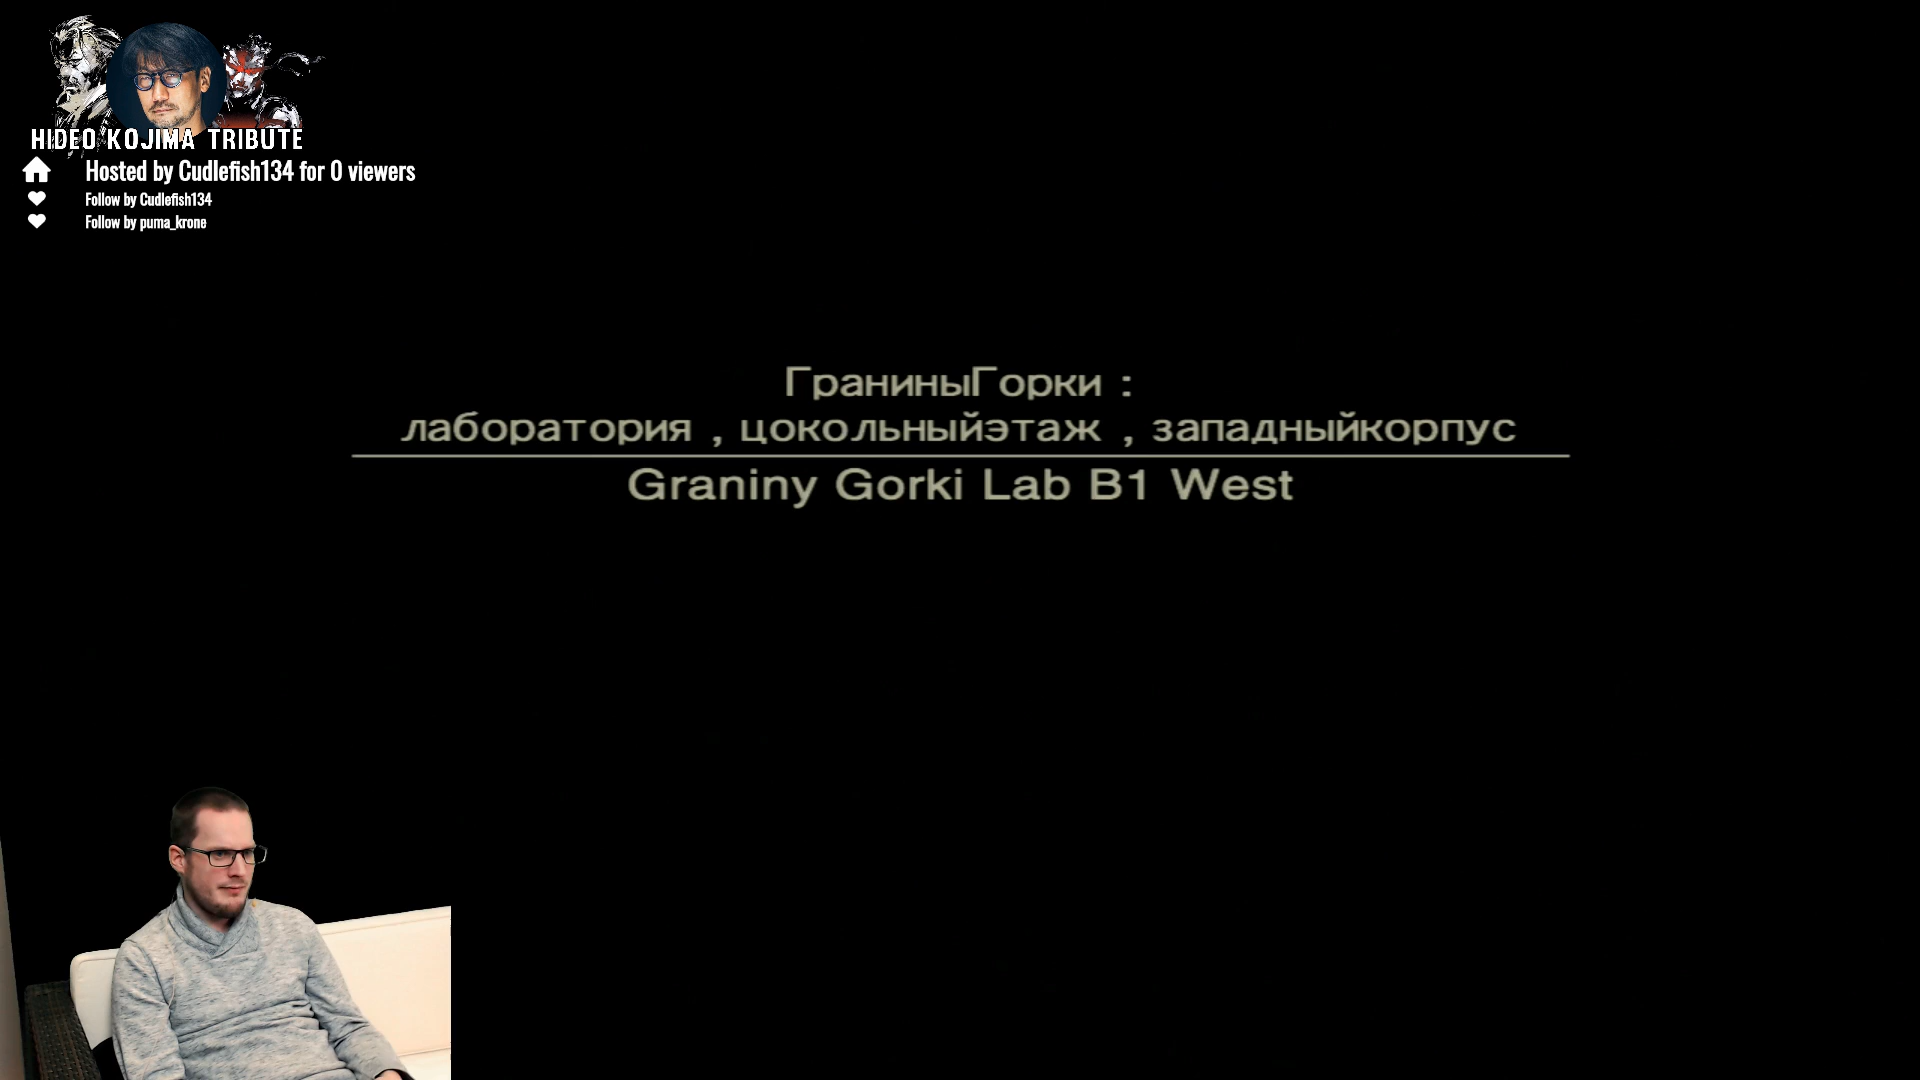 HIDEO KOJIMA TRIBUTE
Hosted by Cudlefish134 for 0 viewers
Follow by Cudlefish134
Follow by puma_krone
ГраниныГорки :
лаборатория , цокольныйэтаж , западныйкорпус
Graniny Gorki Lab B1 West